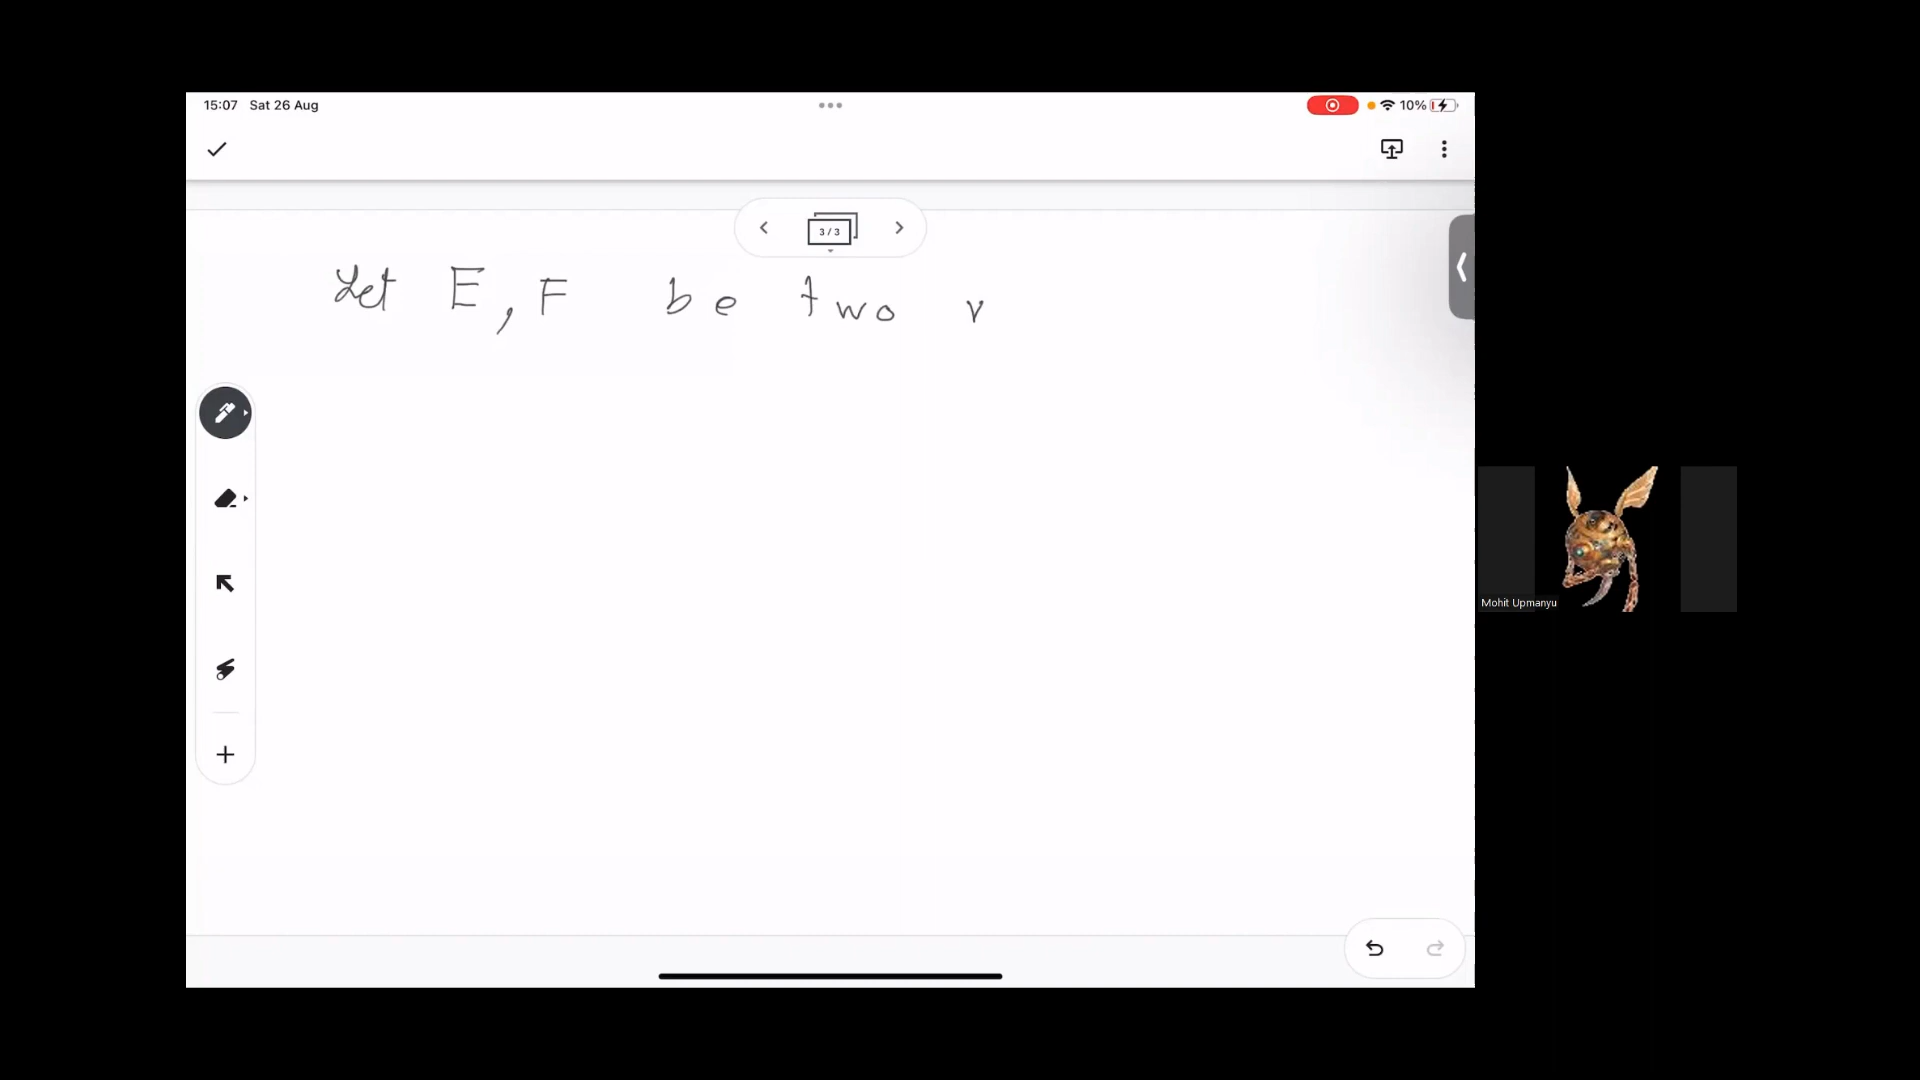 15:07 Sat 26 Aug
10%
3 / 3
Let E, F be two v
Mohit Upmanyu